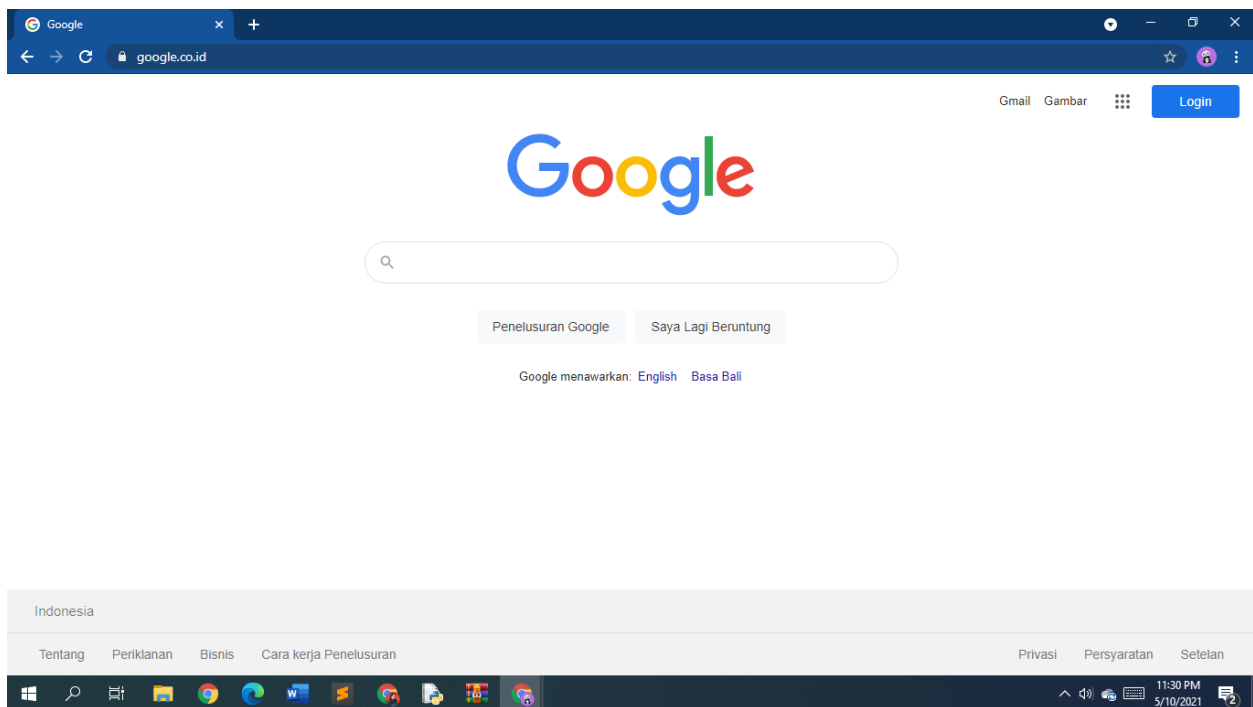 Google
google.co.id
Gmail Gambar Login
Google
Penelusuran Google Saya Lagi Beruntung
Google menawarkan: English Basa Bali
Indonesia
Tentang Periklanan Bisnis Cara kerja Penelusuran Privasi Persyaratan Setelan
11:30 PM
5/10/2021
2